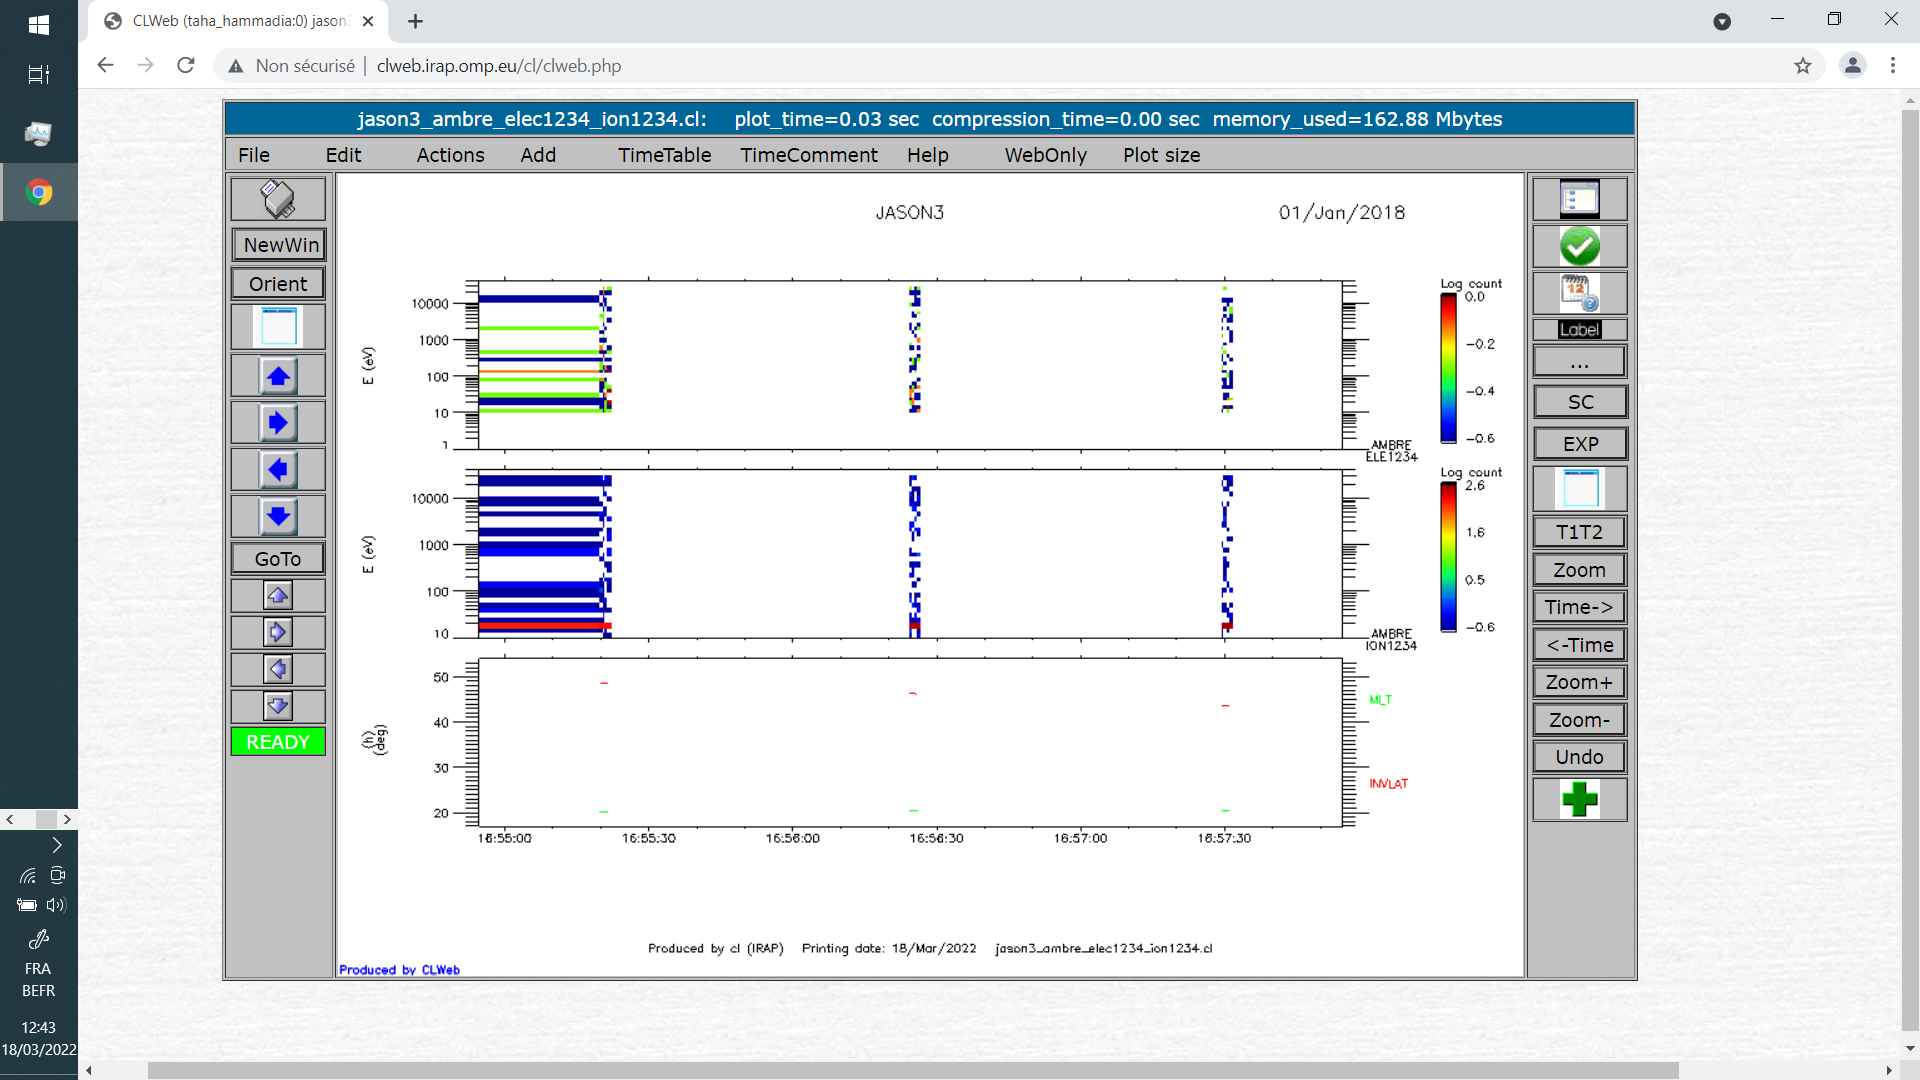 CLWeb (taha_hammadia:0) jason3
Non sécurisé | clweb.irap.omp.eu/cl/clweb.php
jason3_ambre_elec1234_ion1234.cl: plot_time=0.03 sec compression_time=0.00 sec memory_used=162.88 Mbytes
File Edit Actions Add TimeTable TimeComment Help WebOnly Plot size
NewWin
Orient
GoTo
READY
JASON3 01/Jan/2018
E (eV)
10000
1000
100
10
1
AMBRE
ELE1234
Log count
0.0
-0.2
-0.4
-0.6
E (eV)
10000
1000
100
10
AMBRE
ION1234
Log count
2.6
1.6
0.5
-0.6
(h)
(deg)
50
40
30
20
MLT
INVLAT
16:55:00 16:55:30 16:56:00 16:56:30 16:57:00 16:57:30
Produced by cl (IRAP) Printing date: 18/Mar/2022 jason3_ambre_elec1234_ion1234.cl
Produced by CLWeb
12
Label
...
SC
EXP
T1T2
Zoom
Time->
<-Time
Zoom+
Zoom-
Undo
FRA
BEFR
12:43
18/03/2022